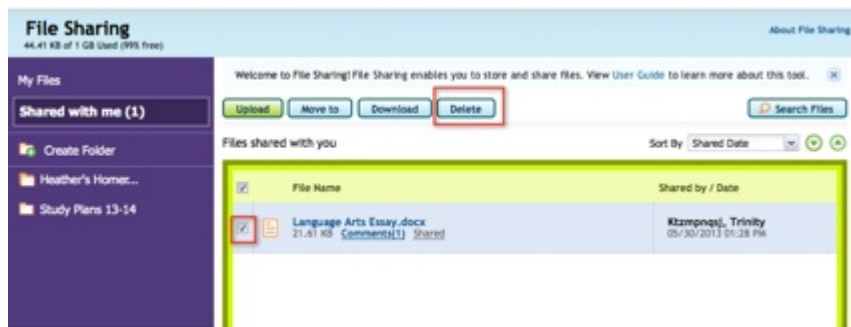 File Sharing
44.41 KB of 1 GB Used (99% free)
About File Sharing
My Files
Shared with me (1)
Create Folder
Heather's Homer...
Study Plans 13-14
Welcome to File Sharing! File Sharing enables you to store and share files. View User Guide to learn more about this tool.
Upload
Move to
Download
Delete
Search Files
Files shared with you
Sort By
Shared Date
File Name
Shared by / Date
Language Arts Essay.docx
21.61 KB Comments(1) Shared
Ktzmpnqsj, Trinity
05/30/2013 01:28 PM